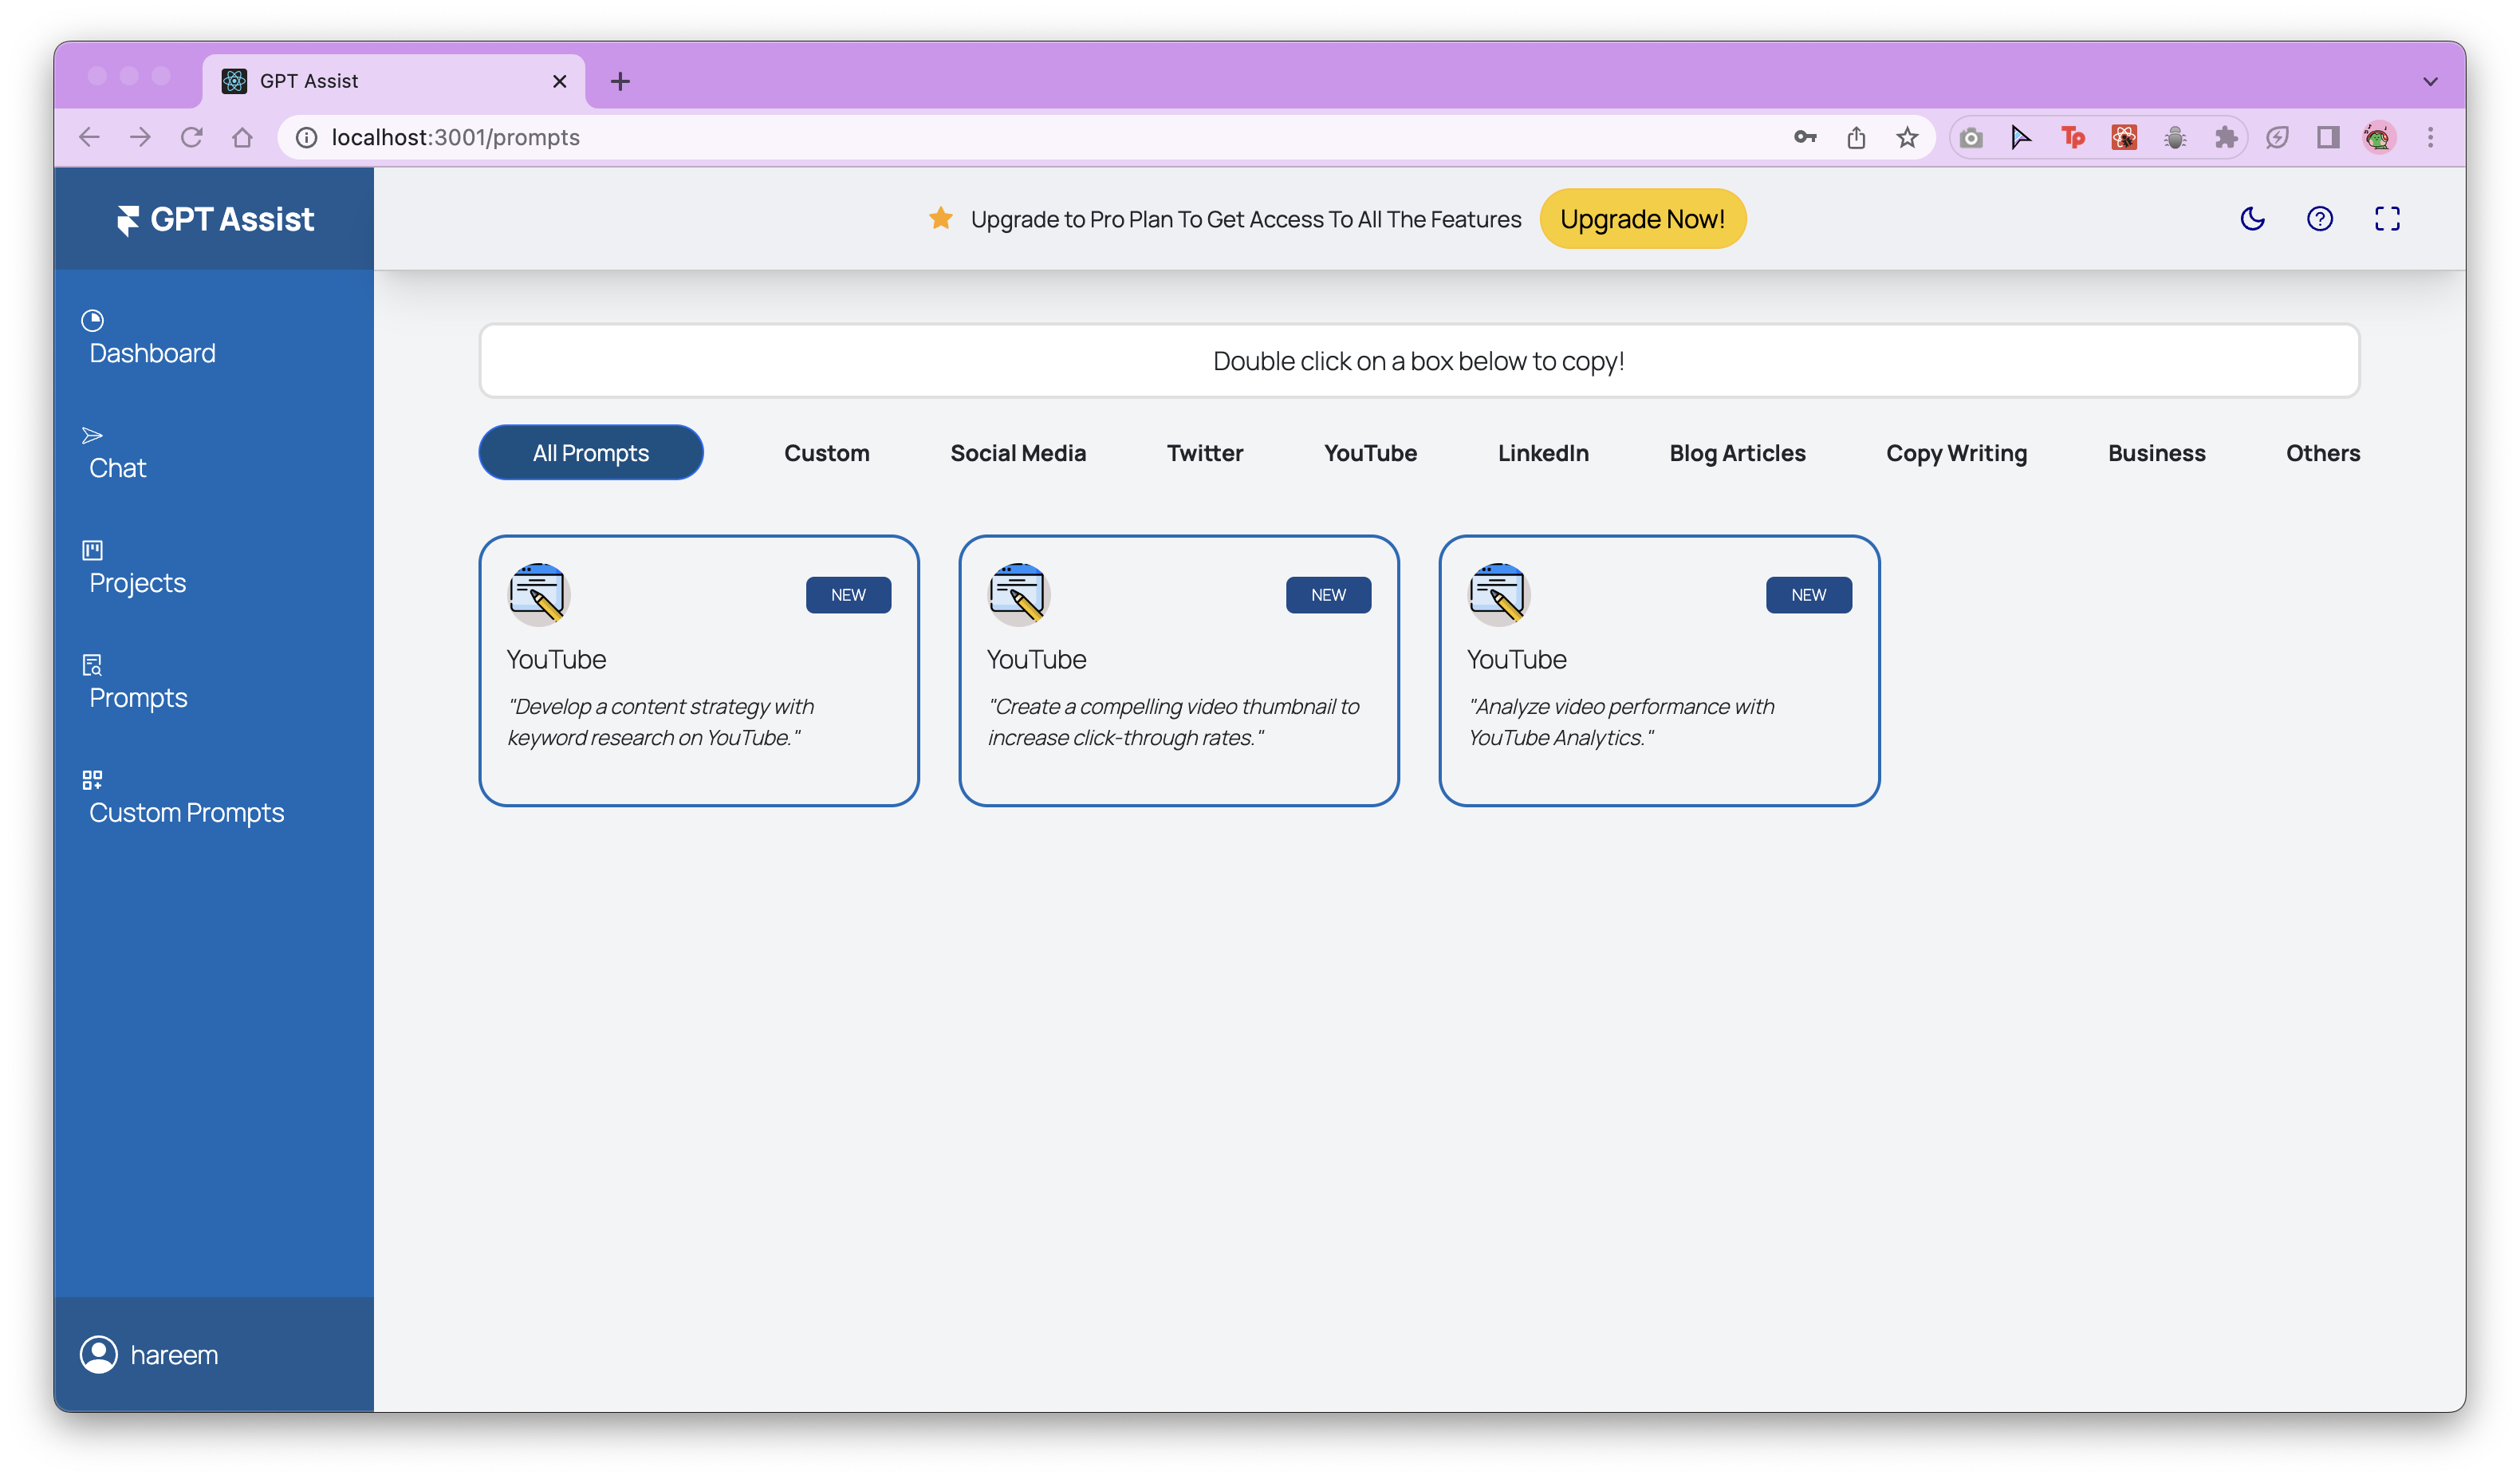 GPT Assist
localhost:3001/prompts
Tp
GPT Assist
Upgrade to Pro Plan To Get Access To All The Features
Upgrade Now!
Dashboard
Chat
Projects
Prompts
Custom Prompts
hareem
Double click on a box below to copy!
All Prompts Custom Social Media Twitter YouTube LinkedIn Blog Articles Copy Writing Business Others
NEW
YouTube
"Develop a content strategy with
keyword research on YouTube."
NEW
YouTube
"Create a compelling video thumbnail to
increase click-through rates."
NEW
YouTube
"Analyze video performance with
YouTube Analytics."